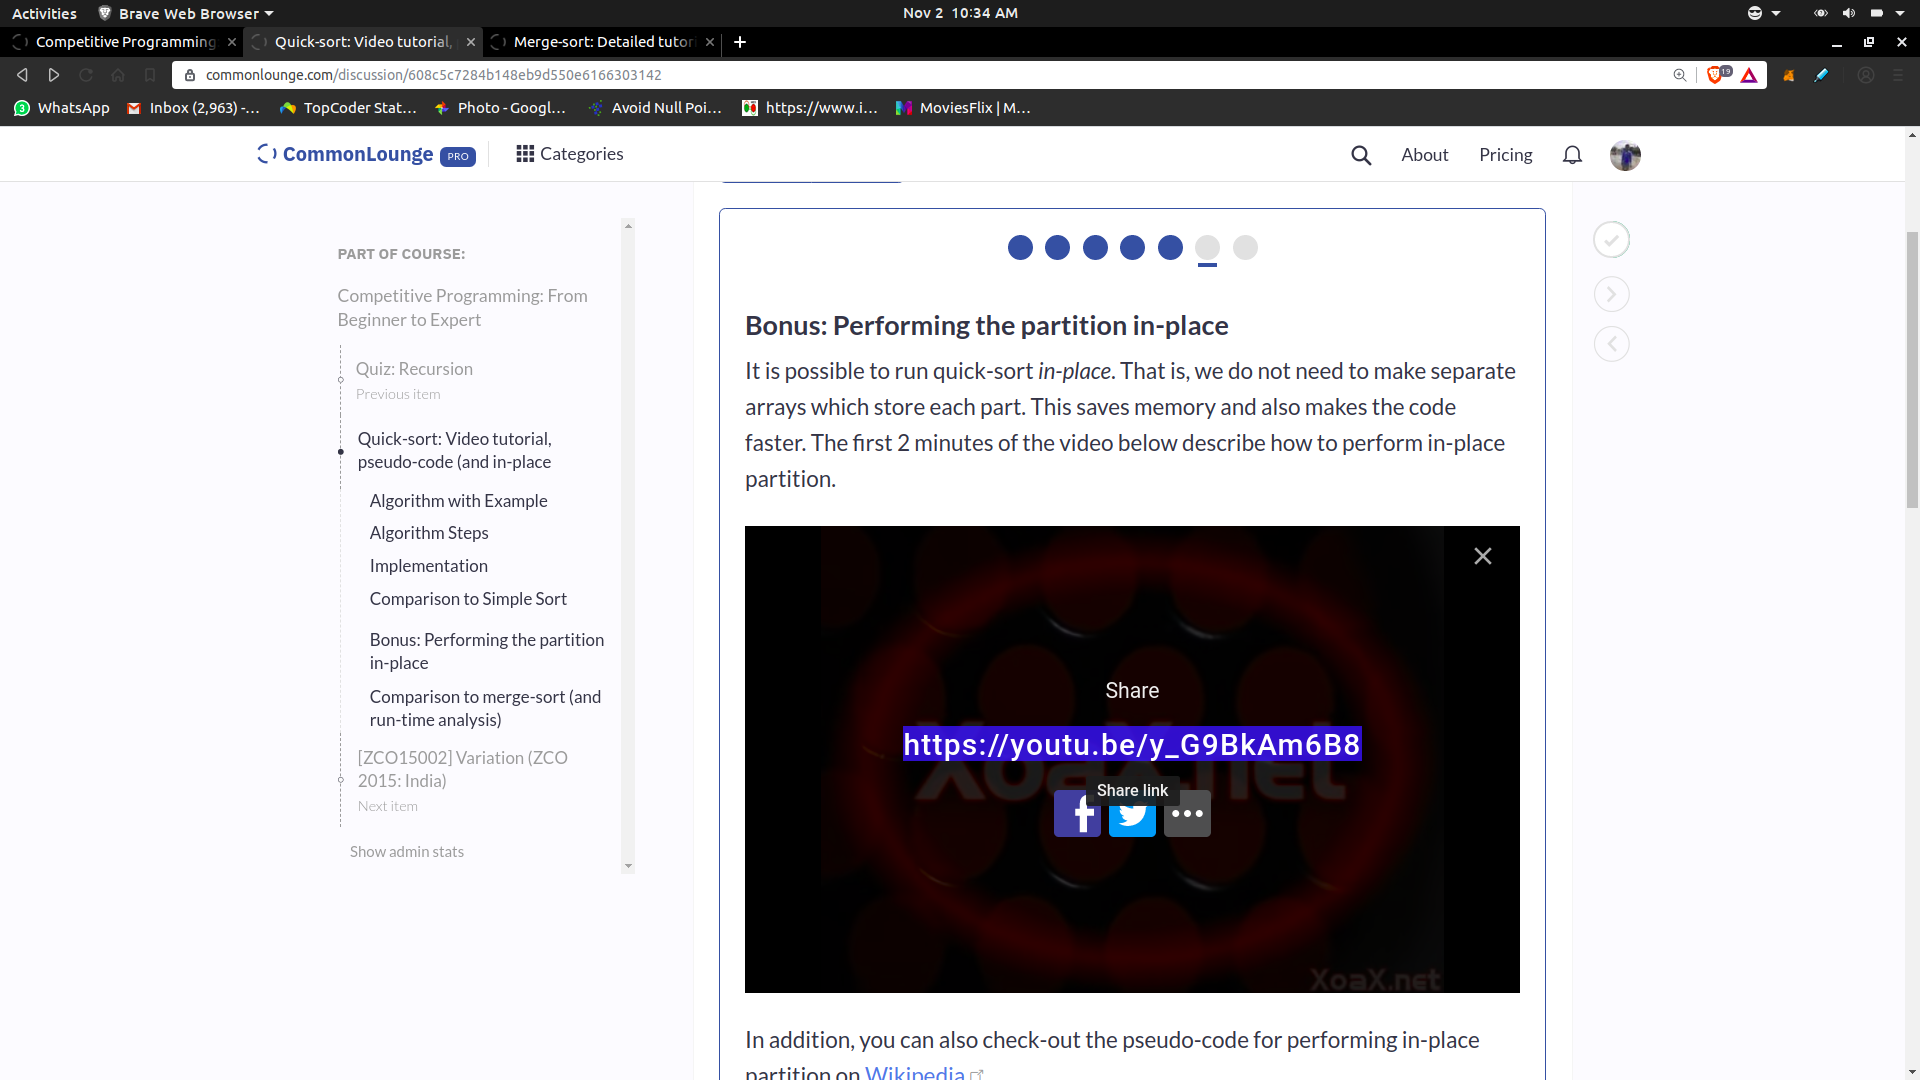 Activities
Brave Web Browser
Nov 2 10:34 AM
Competitive Programming
Quick-sort: Video tutorial,
Merge-sort: Detailed tutor
commonlounge.com/discussion/608c5c7284b148eb9d550e6166303142
19
3 WhatsApp
Inbox (2,963) -...
TopCoder Stat...
Photo - Googl...
Avoid Null Poi...
https://www.i...
MoviesFlix | M...
CommonLounge PRO
Categories
About
Pricing
PART OF COURSE:
Competitive Programming: From
Beginner to Expert
Quiz: Recursion
Previous item
Quick-sort: Video tutorial,
pseudo-code (and in-place
Algorithm with Example
Algorithm Steps
Implementation
Comparison to Simple Sort
Bonus: Performing the partition
in-place
Comparison to merge-sort (and
run-time analysis)
[ZCO15002] Variation (ZCO
2015: India)
Next item
Show admin stats
Bonus: Performing the partition in-place
It is possible to run quick-sort in-place. That is, we do not need to make separate
arrays which store each part. This saves memory and also makes the code
faster. The first 2 minutes of the video below describe how to perform in-place
partition.
Share
https://youtu.be/y_G9BkAm6B8
XoaX.net
Share link
XoaX.net
In addition, you can also check-out the pseudo-code for performing in-place
partition on Wikipedia